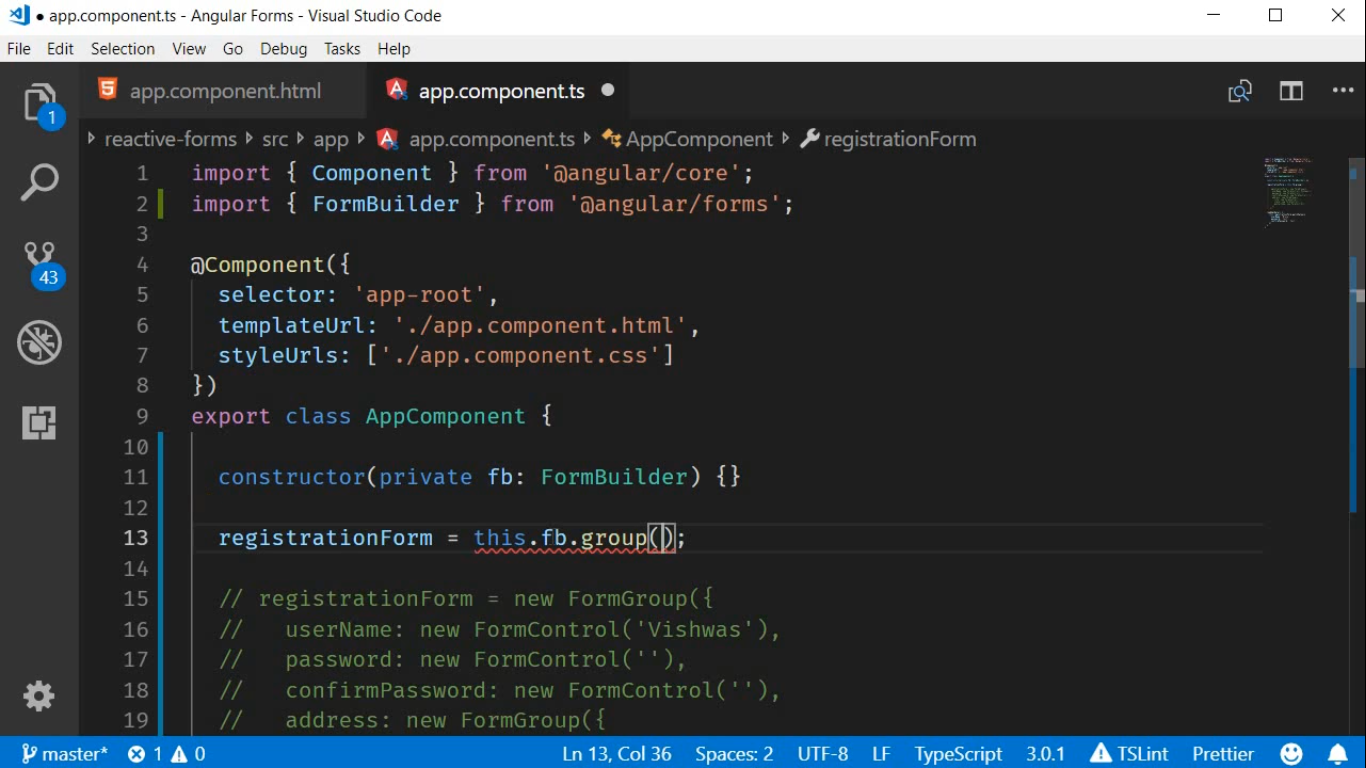 app.component.ts - Angular Forms - Visual Studio Code
File Edit Selection View Go Debug Tasks Help
app.component.html app.component.ts
reactive-forms src app app.component.ts AppComponent registrationForm
1 import { Component } from '@angular/core';
2 import { FormBuilder } from '@angular/forms';
3
4 @Component({
5 selector: 'app-root',
6 templateUrl: './app.component.html',
7 styleUrls: ['./app.component.css']
8 })
9 export class AppComponent {
10
11 constructor(private fb: FormBuilder) {}
12
13 registrationForm = this.fb.group();
14
15 // registrationForm = new FormGroup({
16 //   userName: new FormControl('Vishwas'),
17 //   password: new FormControl(''),
18 //   confirmPassword: new FormControl(''),
19 //   address: new FormGroup({
1
43
master* 1 0 Ln 13, Col 36 Spaces: 2 UTF-8 LF TypeScript 3.0.1 TSLint Prettier